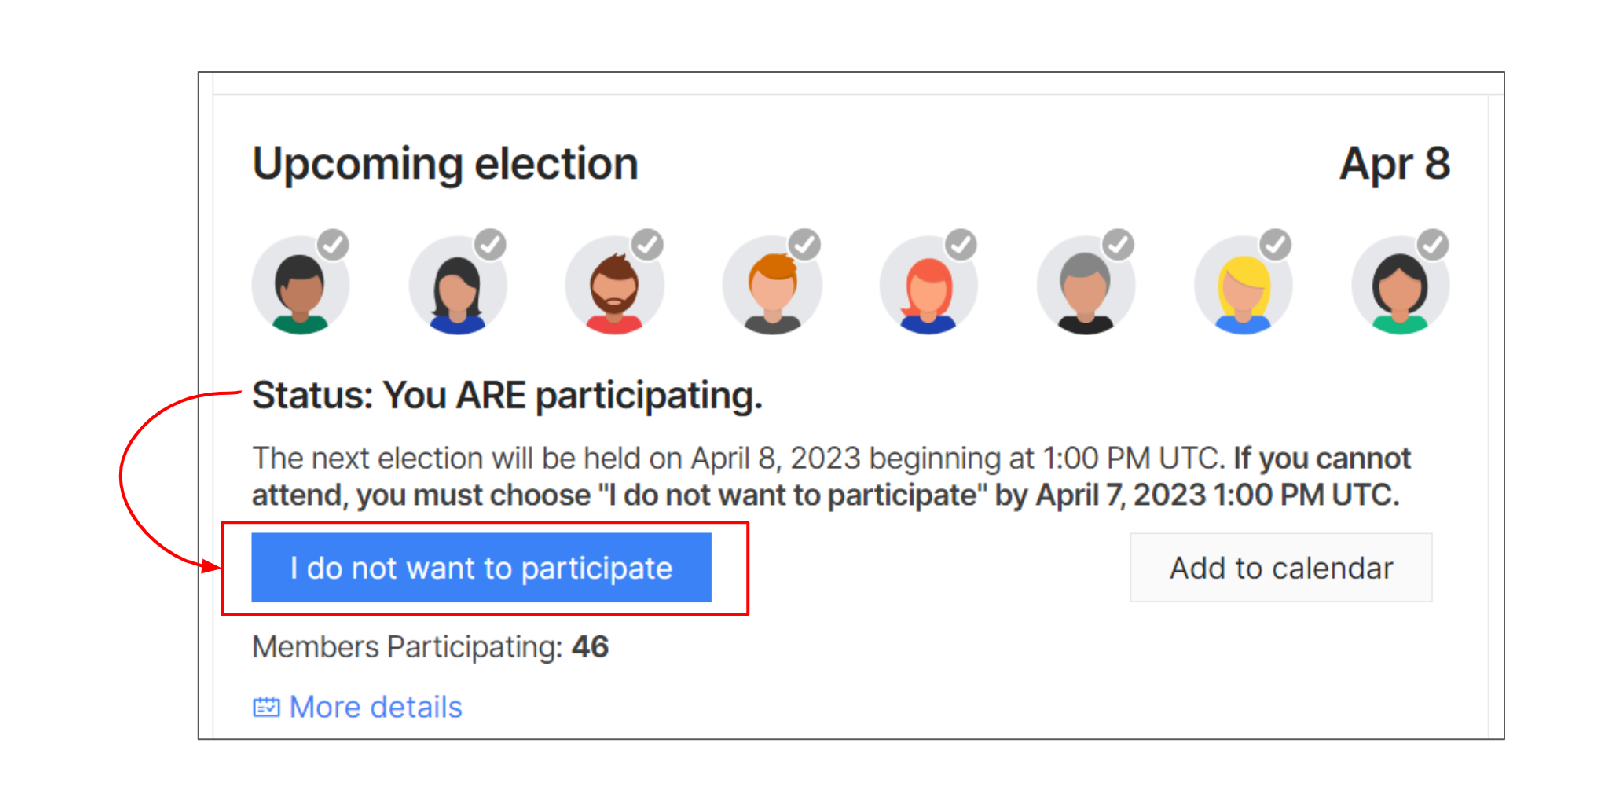 Upcoming election
Apr 8
Status: You ARE participating.
The next election will be held on April 8, 2023 beginning at 1:00 PM UTC. If you cannot
attend, you must choose "I do not want to participate" by April 7, 2023 1:00 PM UTC.
I do not want to participate
Add to calendar
Members Participating: 46
More details